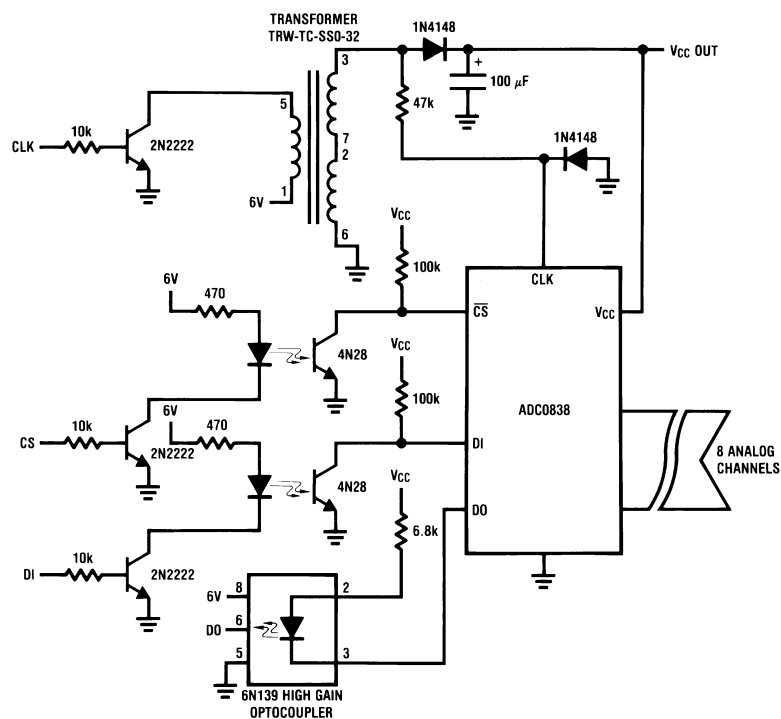 TRANSFORMER
TRW-TC-SSO-32
1N4148
3
VCC OUT
+
100 µF
5
47k
10k
CLK
2N2222
7
2
1N4148
1
6V
6
VCC
100k
CLK
6V
470
CS
VCC
4N28
VCC
100k
ADC0838
10k
6V
470
CS
2N2222
DI
8 ANALOG
CHANNELS
4N28
VCC
DO
6.8k
10k
DI
2N2222
6V
8
2
DO
6
5
3
6N139 HIGH GAIN
OPTOCOUPLER